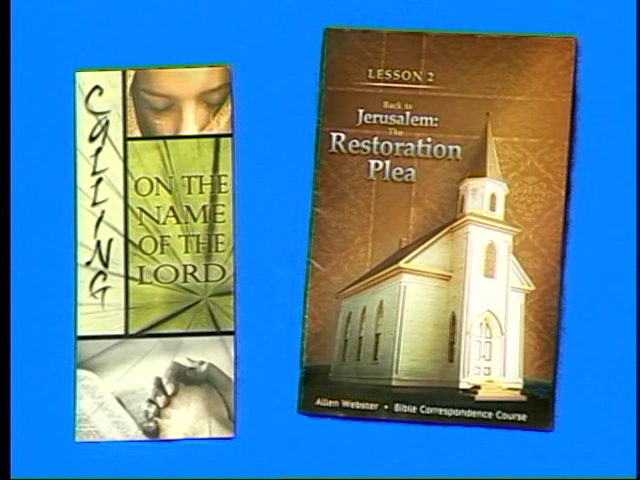 CALLING
ON THE
NAME
OF THE
LORD
LESSON 2
Back to
Jerusalem:
The
Restoration
Plea
Allen Webster • Bible Correspondence Course